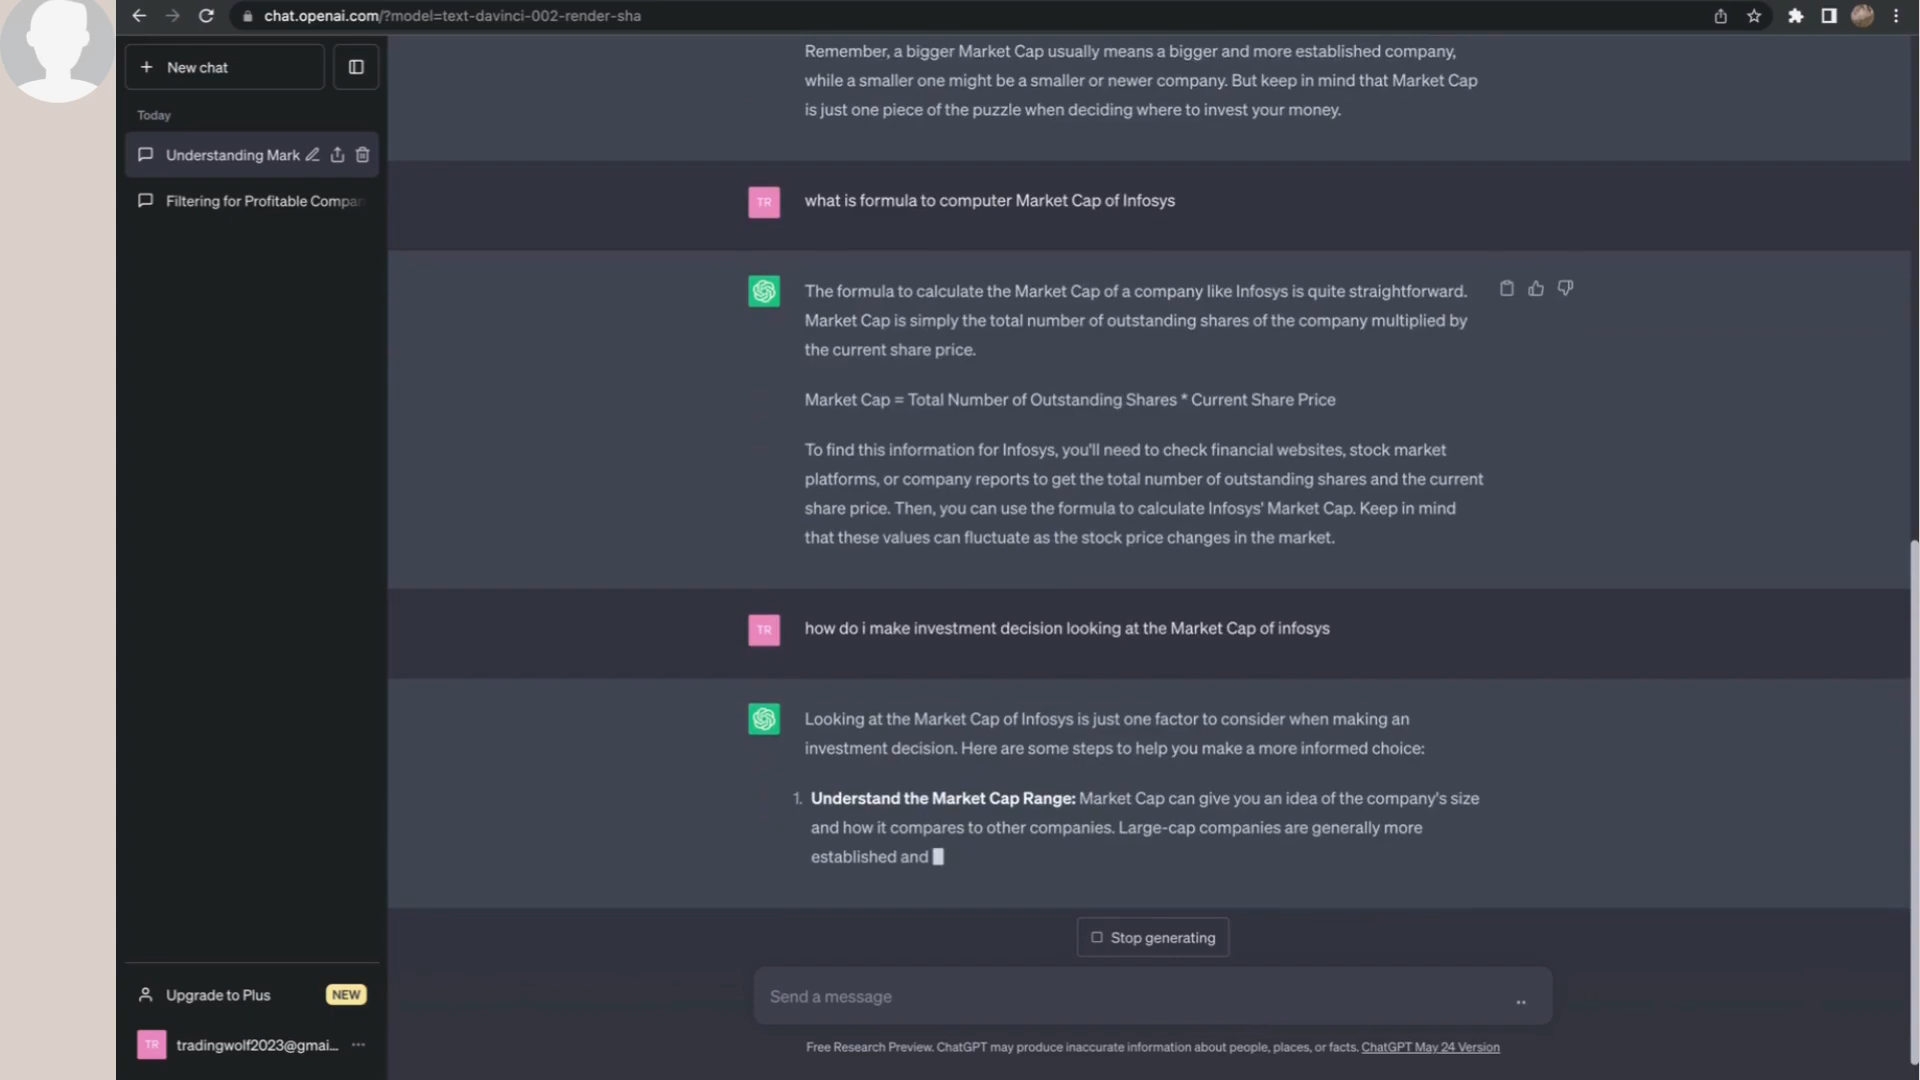 chat.openai.com/?model=text-davinci-002-render-sha
New chat
Today
Understanding Mark
Filtering for Profitable Compan
Remember, a bigger Market Cap usually means a bigger and more established company,
while a smaller one might be a smaller or newer company. But keep in mind that Market Cap
is just one piece of the puzzle when deciding where to invest your money.
TR
what is formula to computer Market Cap of Infosys
The formula to calculate the Market Cap of a company like Infosys is quite straightforward.
Market Cap is simply the total number of outstanding shares of the company multiplied by
the current share price.
Market Cap = Total Number of Outstanding Shares * Current Share Price
To find this information for Infosys, you'll need to check financial websites, stock market
platforms, or company reports to get the total number of outstanding shares and the current
share price. Then, you can use the formula to calculate Infosys' Market Cap. Keep in mind
that these values can fluctuate as the stock price changes in the market.
TR
how do i make investment decision looking at the Market Cap of infosys
Looking at the Market Cap of Infosys is just one factor to consider when making an
investment decision. Here are some steps to help you make a more informed choice:
1. Understand the Market Cap Range: Market Cap can give you an idea of the company's size
and how it compares to other companies. Large-cap companies are generally more
established and
Stop generating
Send a message
Free Research Preview. ChatGPT may produce inaccurate information about people, places, or facts. ChatGPT May 24 Version
Upgrade to Plus NEW
TR tradingwolf2023@gmai...